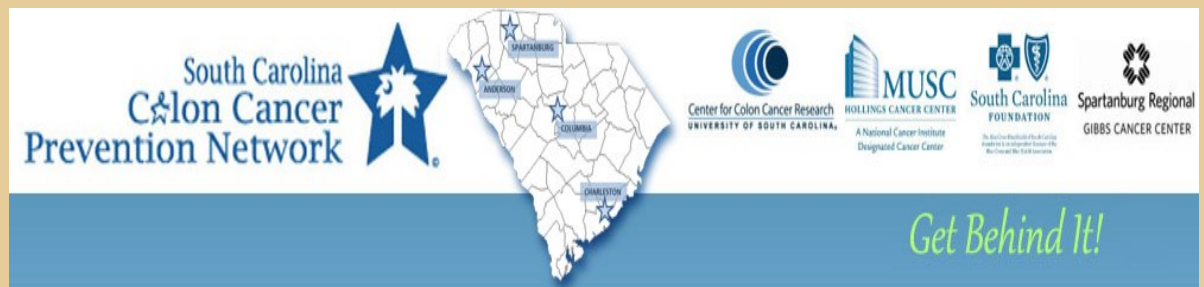 South Carolina
Colon Cancer
Prevention Network
SPARTANBURG
ANDERSON
COLUMBIA
CHARLESTON
Center for Colon Cancer Research
UNIVERSITY OF SOUTH CAROLINA.
MUSC
HOLLINGS CANCER CENTER
A National Cancer Institute
Designated Cancer Center
South Carolina
FOUNDATION
Spartanburg Regional
GIBBS CANCER CENTER
Get Behind It!